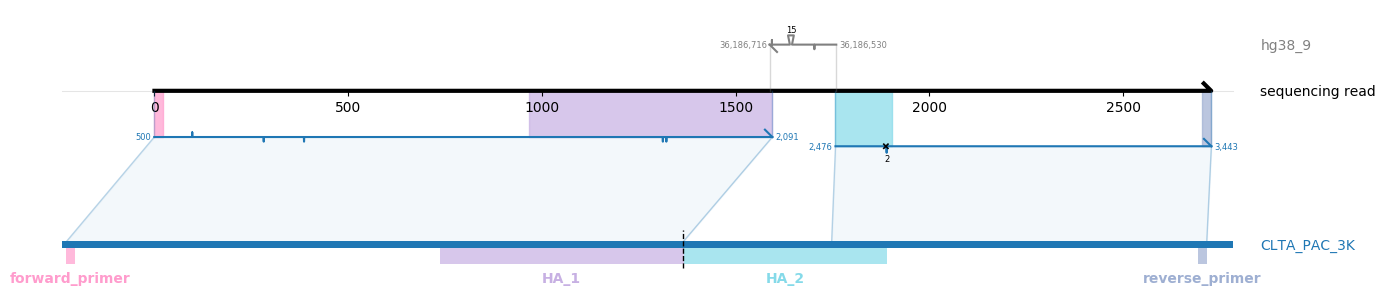 15
36,186,716 36,186,530 hg38_9
sequencing read
0 500 1000 1500 2000 2500
500 2,091 2,476 3,443
2
CLTA_PAC_3K
forward_primer HA_1 HA_2 reverse_primer